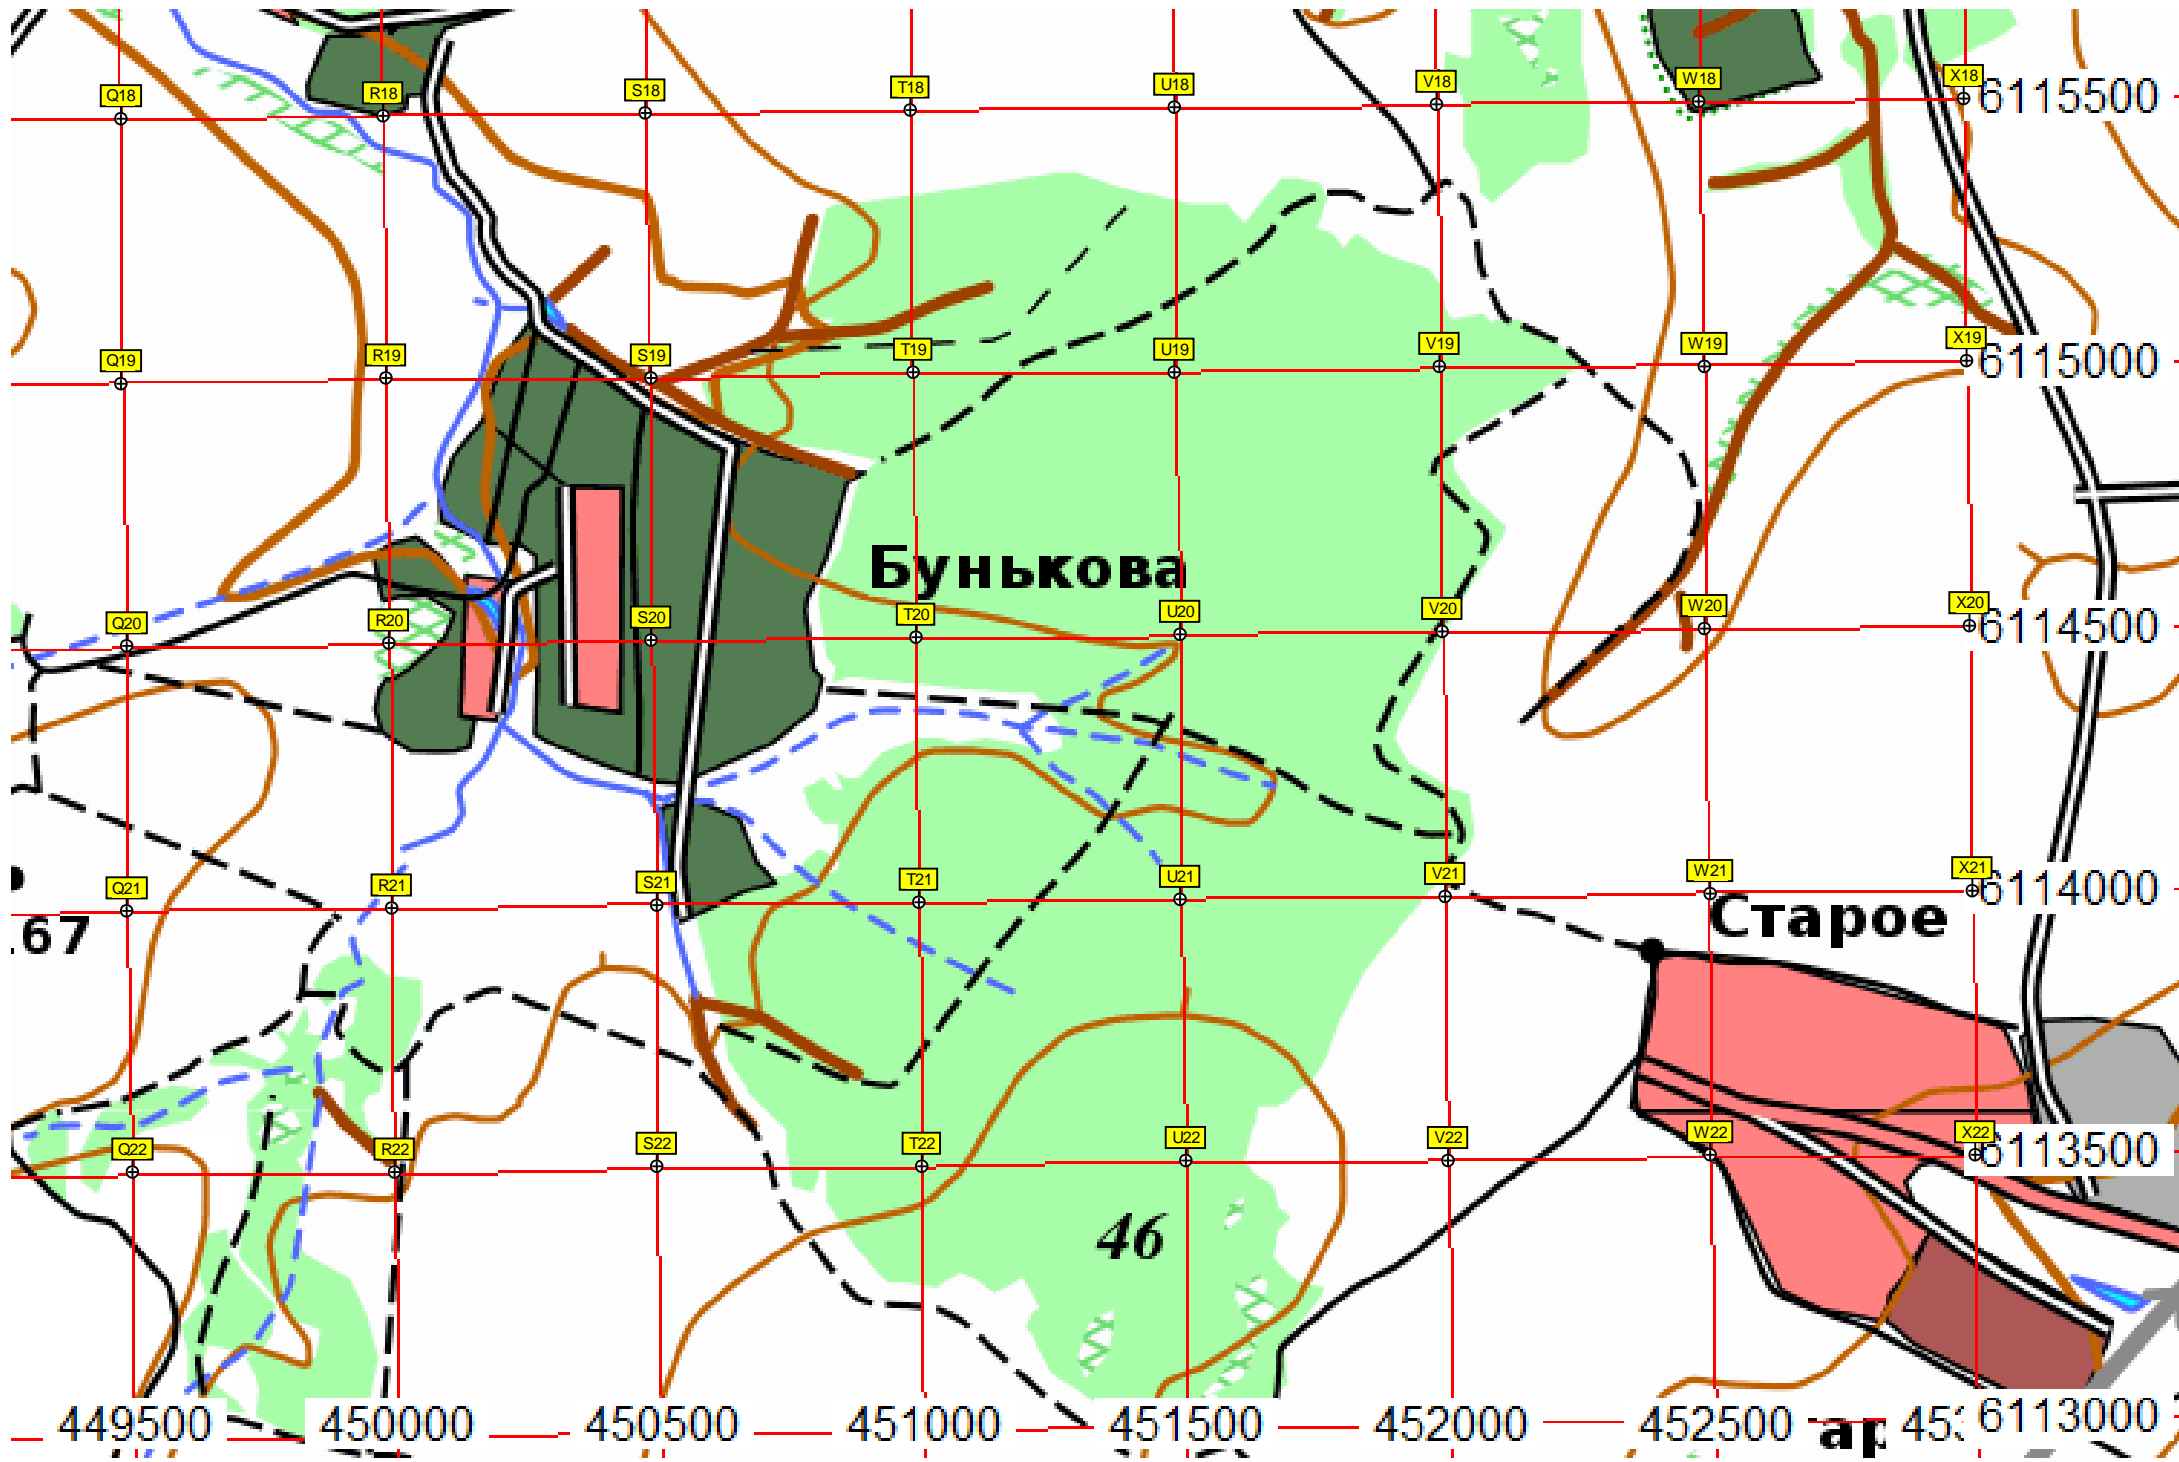 Q18 R18 S18 T18 U18 V18 W18 X18
6115500
Q19 R19 S19 T19 U19 V19 W19 X19
6115000
Бунькова
Q20 R20 S20 T20 U20 V20 W20 X20
6114500
Q21 R21 S21 T21 U21 V21 W21 X21
6114000
.67
Старое
Q22 R22 S22 T22 U22 V22 W22 X22
6113500
46
449500 450000 450500 451000 451500 452000 452500 6113000